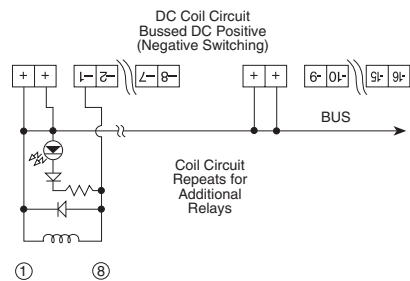 DC Coil Circuit
Bussed DC Positive
(Negative Switching)
+ + -1- -2- -7- -8- + + -9- -10- -15- -16-
BUS
Coil Circuit
Repeats for
Additional
Relays
1 8